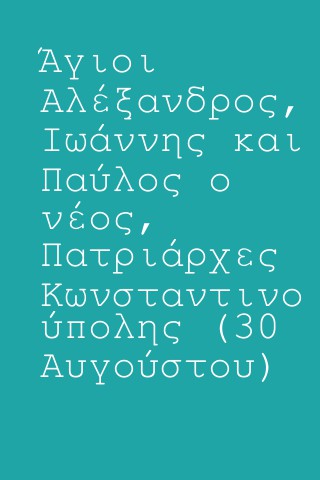 Άγιοι
Αλέξανδρος,
Ιωάννης και
Παύλος ο
νέος,
Πατριάρχες
Κωνσταντινο
ύπολης (30
Αυγούστου)